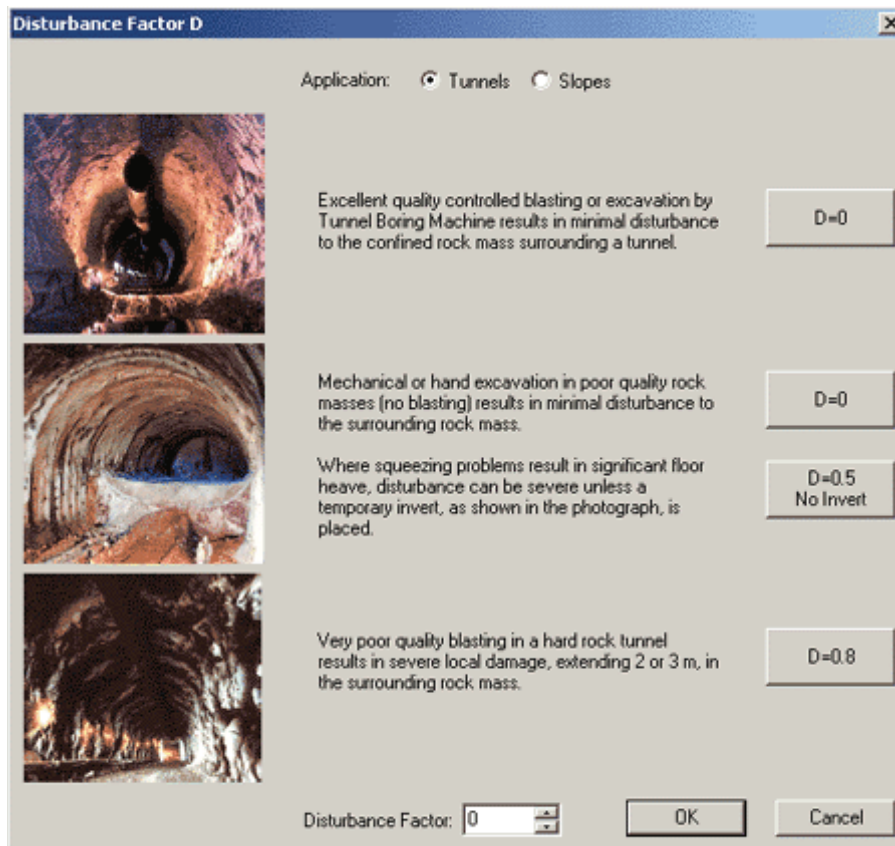 Disturbance Factor D
Application: Tunnels Slopes
Excellent quality controlled blasting or excavation by
Tunnel Boring Machine results in minimal disturbance
to the confined rock mass surrounding a tunnel.
D=0
Mechanical or hand excavation in poor quality rock
masses (no blasting) results in minimal disturbance to
the surrounding rock mass.
D=0
Where squeezing problems result in significant floor
heave, disturbance can be severe unless a
temporary invert, as shown in the photograph, is
placed.
D=0.5
No Invert
Very poor quality blasting in a hard rock tunnel
results in severe local damage, extending 2 or 3 m, in
the surrounding rock mass.
D=0.8
Disturbance Factor: 0 OK Cancel